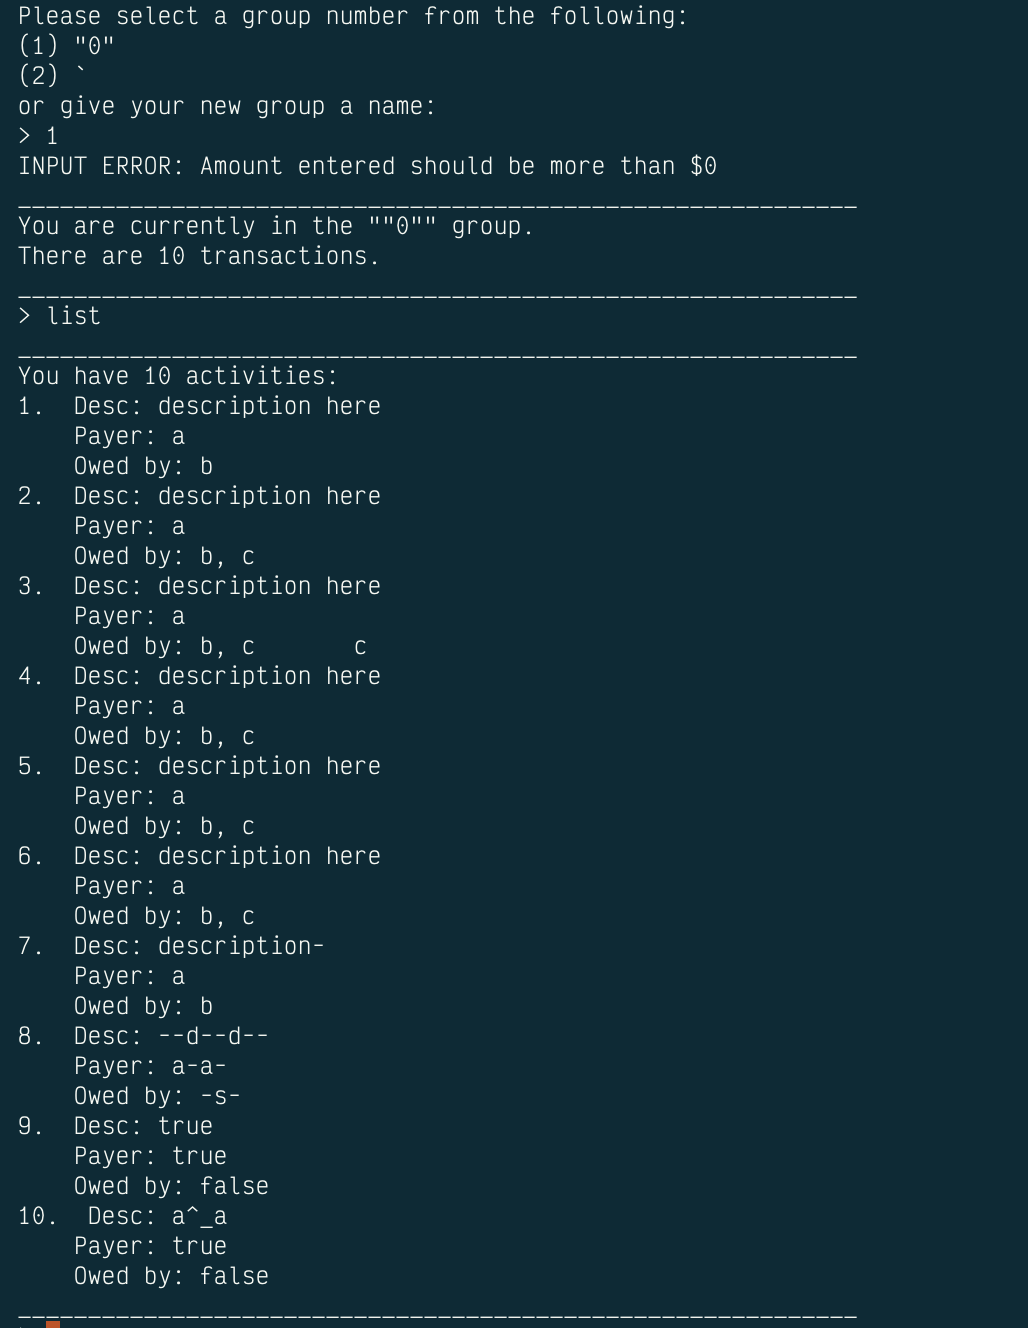 Please select a group number from the following:
(1) "0"
(2) `
or give your new group a name:
> 1
INPUT ERROR: Amount entered should be more than $0
____________________________________________________________
You are currently in the ""0"" group.
There are 10 transactions.
____________________________________________________________
> list
____________________________________________________________
You have 10 activities:
1.  Desc: description here
    Payer: a
    Owed by: b
2.  Desc: description here
    Payer: a
    Owed by: b, c
3.  Desc: description here
    Payer: a
    Owed by: b, c       c
4.  Desc: description here
    Payer: a
    Owed by: b, c
5.  Desc: description here
    Payer: a
    Owed by: b, c
6.  Desc: description here
    Payer: a
    Owed by: b, c
7.  Desc: description-
    Payer: a
    Owed by: b
8.  Desc: --d--d--
    Payer: a-a-
    Owed by: -s-
9.  Desc: true
    Payer: true
    Owed by: false
10.  Desc: a^_a
    Payer: true
    Owed by: false
____________________________________________________________